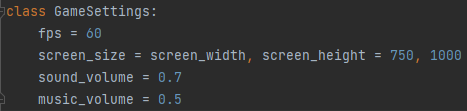 class GameSettings:
    fps = 60
    screen_size = screen_width, screen_height = 750, 1000
    sound_volume = 0.7
    music_volume = 0.5